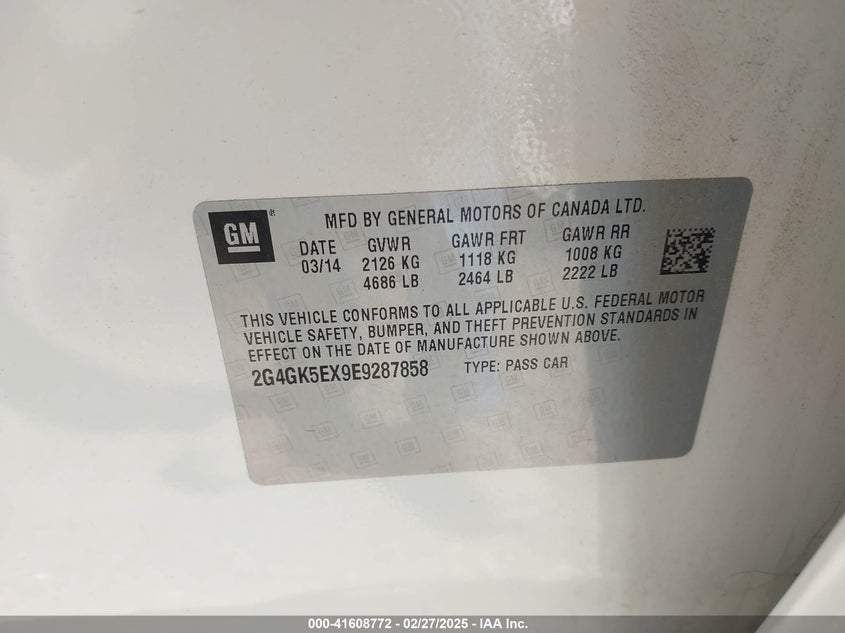 GM ®
MFD BY GENERAL MOTORS OF CANADA LTD.
DATE GVWR GAWR FRT GAWR RR
03/14 2126 KG 1118 KG 1008 KG
4686 LB 2464 LB 2222 LB
THIS VEHICLE CONFORMS TO ALL APPLICABLE U.S. FEDERAL MOTOR
VEHICLE SAFETY, BUMPER, AND THEFT PREVENTION STANDARDS IN
EFFECT ON THE DATE OF MANUFACTURE SHOWN ABOVE.
2G4GK5EX9E9287858 TYPE: PASS CAR
000-41608772 / 02/27/2025 - IAA Inc.